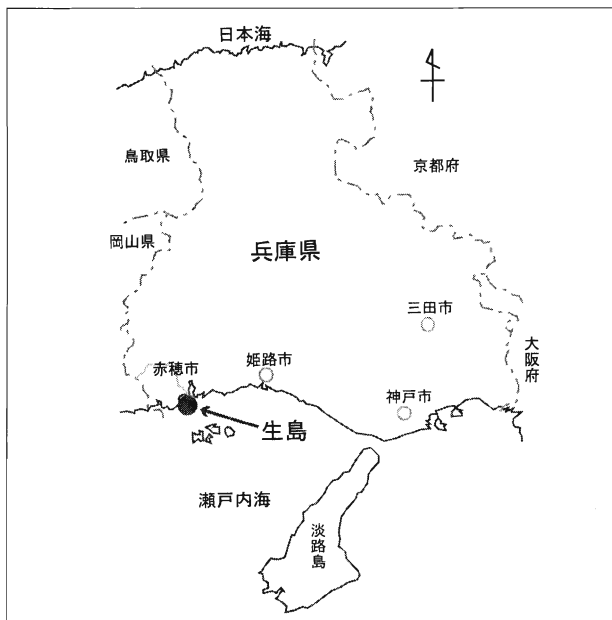 日本海
鳥取県
京都府
岡山県
兵庫県
三田市
大阪府
赤穂市
姫路市
神戸市
生島
瀬戸内海
淡路島